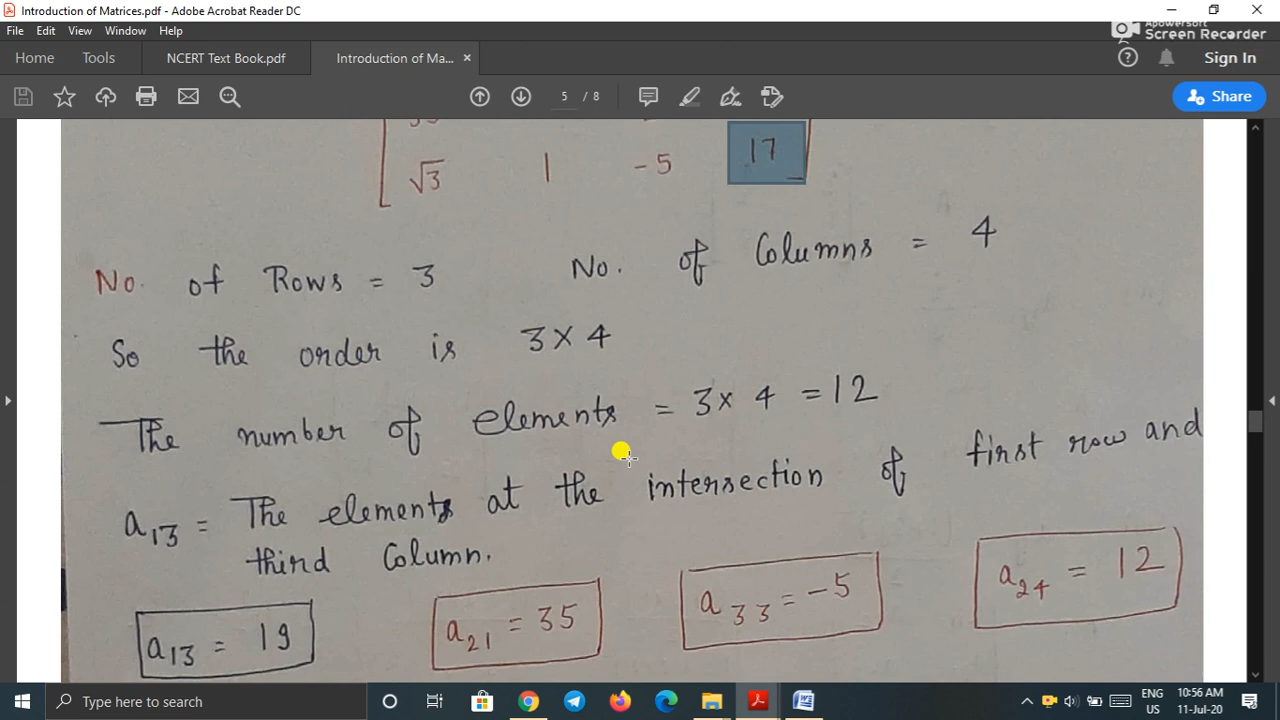 Introduction of Matrices.pdf - Adobe Acrobat Reader DC
File Edit View Window Help
Apowersoft
Screen Recorder
Home Tools NCERT Text Book.pdf Introduction of Ma... × Sign In
5 / 8 Share
√3 1 -5 17
No. of Rows = 3 No. of Columns = 4
So the order is 3 × 4
The number of elements = 3 × 4 = 12
a13 = The elements at the intersection of first row and
third Column.
a13 = 19 a21 = 35 a33 = -5 a24 = 12
Type here to search
ENG 10:56 AM
US 11-Jul-20